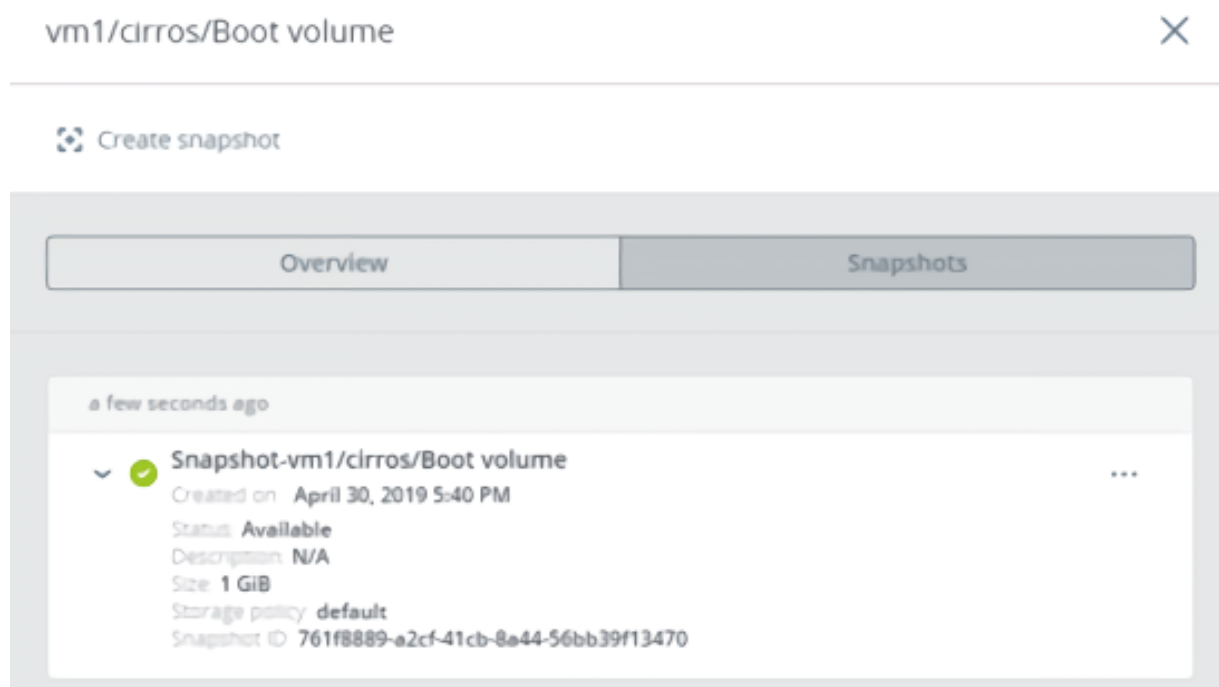 vm1/cirros/Boot volume
Create snapshot
Overview
Snapshots
a few seconds ago
Snapshot-vm1/cirros/Boot volume
Created on April 30, 2019 5:40 PM
Status Available
Description N/A
Size 1 GiB
Storage policy default
Snapshot ID 761f8889-a2cf-41cb-8a44-56bb39f13470